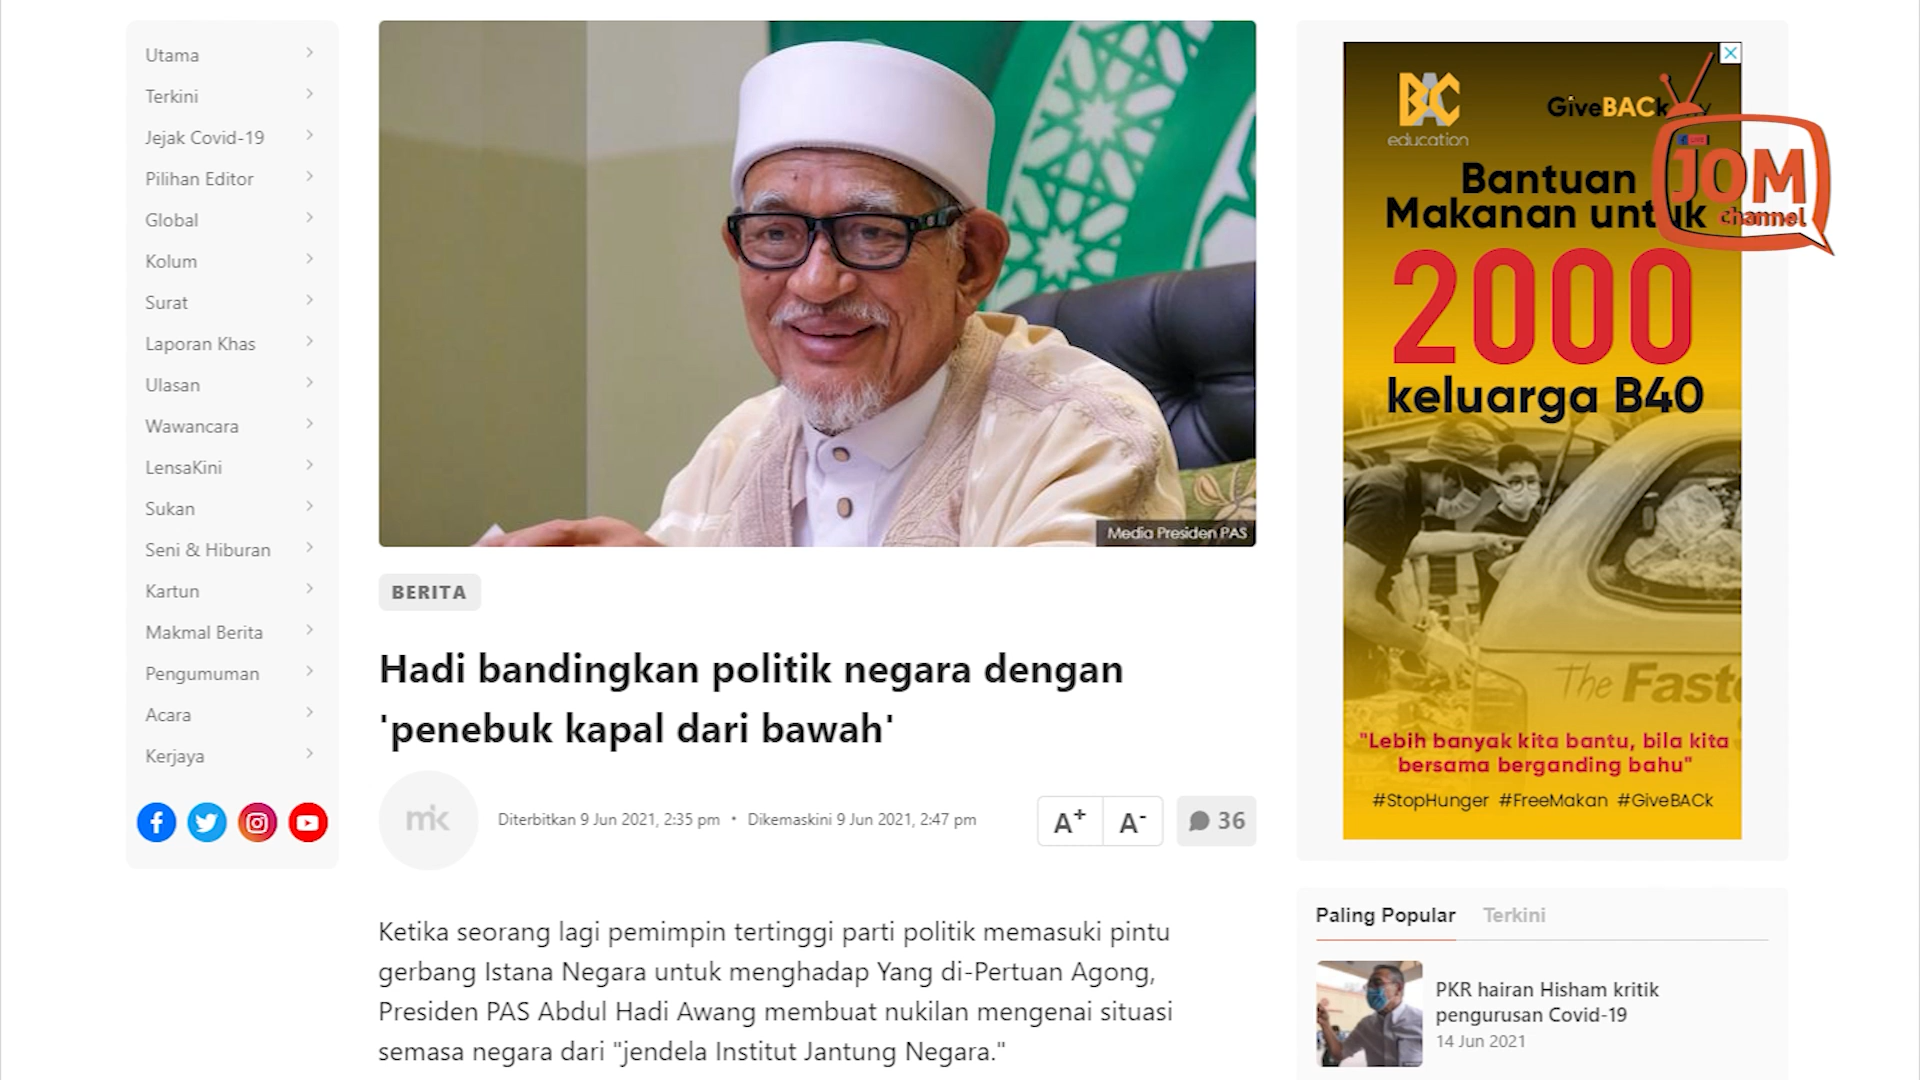 Utama
Terkini
Jejak Covid-19
Pilihan Editor
Global
Kolum
Surat
Laporan Khas
Ulasan
Wawancara
LensaKini
Sukan
Seni & Hiburan
Kartun
Makmal Berita
Pengumuman
Acara
Kerjaya
Media Presiden PAS
BERITA
Hadi bandingkan politik negara dengan
'penebuk kapal dari bawah'
mk
Diterbitkan 9 Jun 2021, 2:35 pm • Dikemaskini 9 Jun 2021, 2:47 pm
A+ A-
36
Ketika seorang lagi pemimpin tertinggi parti politik memasuki pintu
gerbang Istana Negara untuk menghadap Yang di-Pertuan Agong,
Presiden PAS Abdul Hadi Awang membuat nukilan mengenai situasi
semasa negara dari "jendela Institut Jantung Negara."
BAC
education
GiveBACk
JOM
channel
Bantuan
Makanan untuk
2000
keluarga B40
The Fast
"Lebih banyak kita bantu, bila kita
bersama berganding bahu"
#StopHunger #FreeMakan #GiveBACk
Paling Popular Terkini
PKR hairan Hisham kritik
pengurusan Covid-19
14 Jun 2021